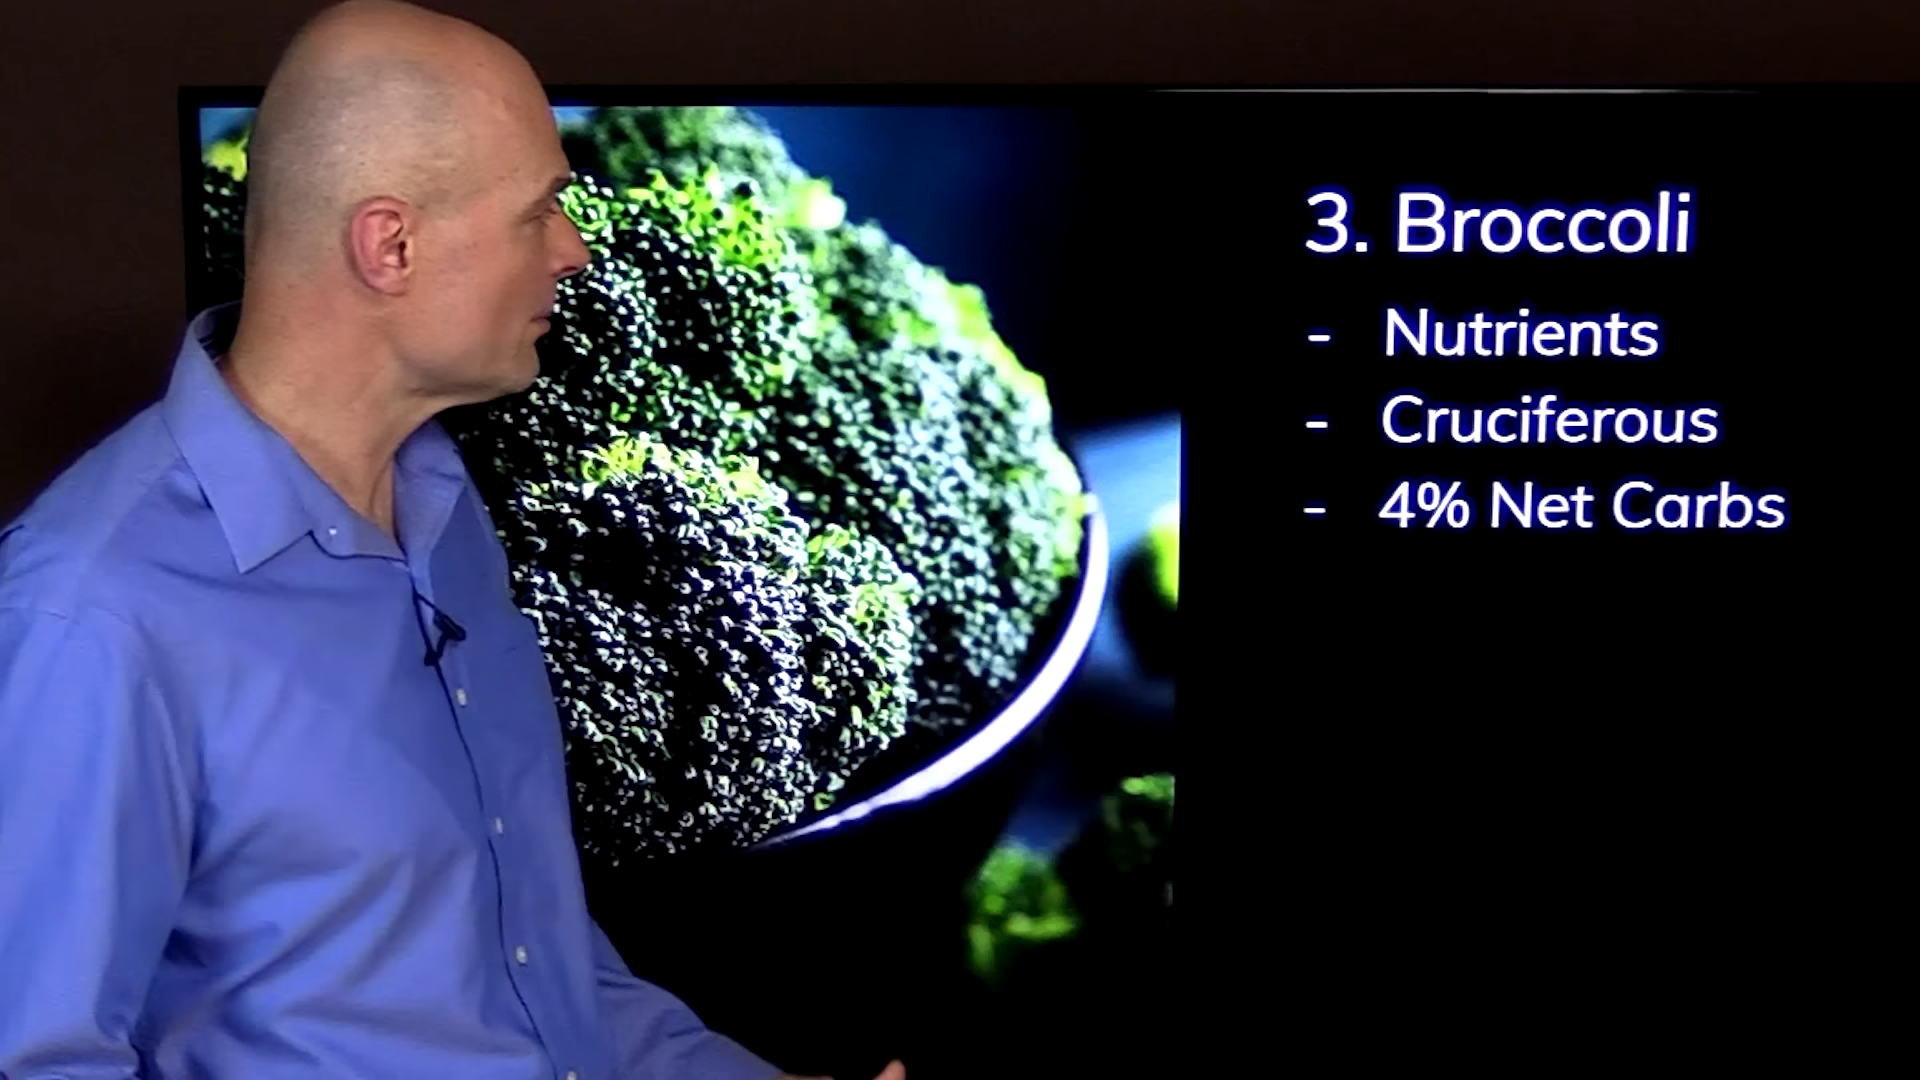 3. Broccoli
- Nutrients
- Cruciferous
- 4% Net Carbs